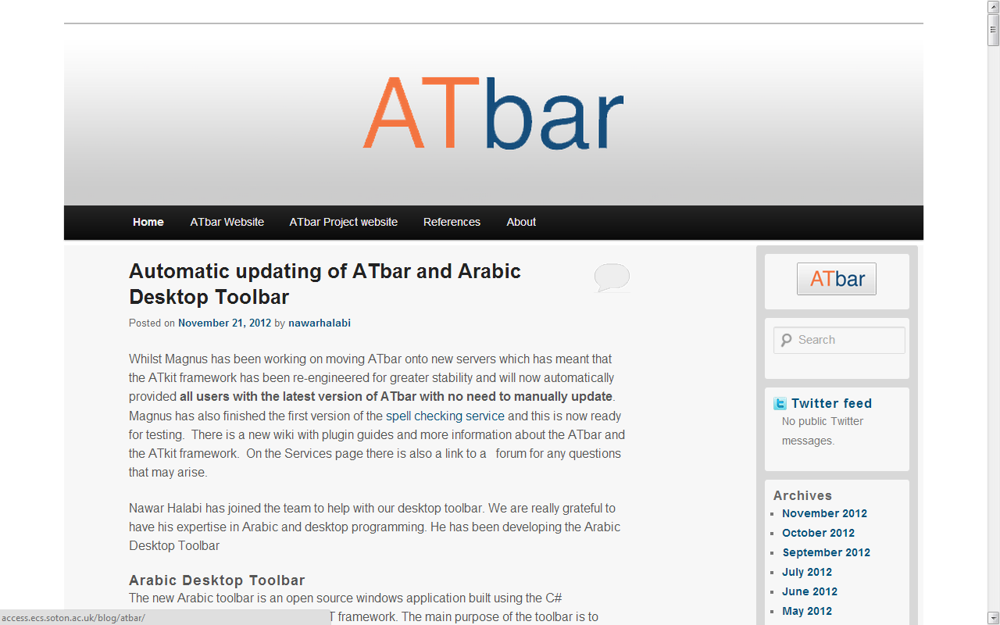 ATbar
Home ATbar Website ATbar Project website References About
Automatic updating of ATbar and Arabic
Desktop Toolbar
Posted on November 21, 2012 by nawarhalabi
Whilst Magnus has been working on moving ATbar onto new servers which has meant that
the ATkit framework has been re-engineered for greater stability and will now automatically
provided all users with the latest version of ATbar with no need to manually update.
Magnus has also finished the first version of the spell checking service and this is now ready
for testing.  There is a new wiki with plugin guides and more information about the ATbar and
the ATkit framework.  On the Services page there is also a link to a   forum for any questions
that may arise.
Nawar Halabi has joined the team to help with our desktop toolbar. We are really grateful to
have his expertise in Arabic and desktop programming. He has been developing the Arabic
Desktop Toolbar
Arabic Desktop Toolbar
The new Arabic toolbar is an open source windows application built using the C#
T framework. The main purpose of the toolbar is to
access.ecs.soton.ac.uk/blog/atbar/
ATbar
Search
Twitter feed
No public Twitter
messages.
Archives
November 2012
October 2012
September 2012
July 2012
June 2012
May 2012